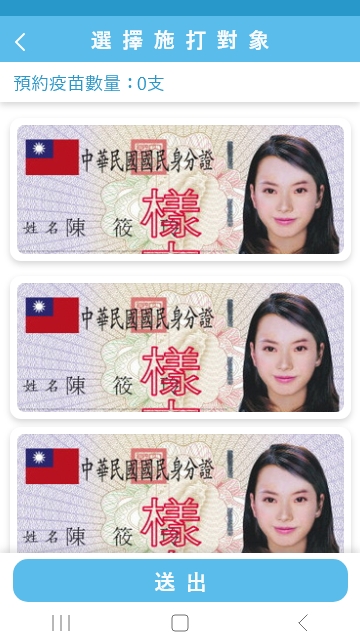 選擇施打對象
預約疫苗數量：0支
中華民國國民身分證
樣
姓名 陳 筱
中華民國國民身分證
樣
姓名 陳 筱
中華民國國民身分證
樣
姓名 陳 筱
送出